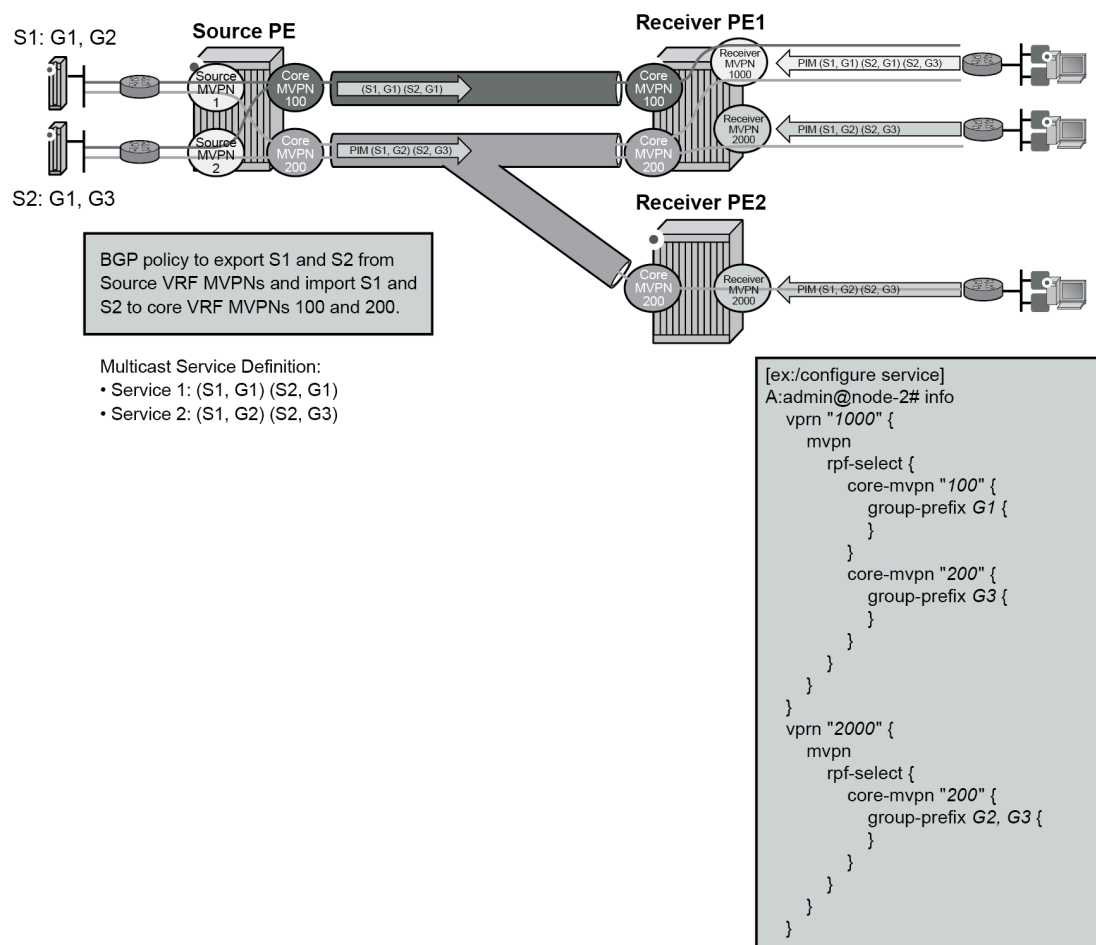 S1: G1, G2
Source PE
Receiver PE1
Source
MVPN
1
Core
MVPN
100
(S1, G1) (S2, G1)
Core
MVPN
100
Receiver
MVPN
1000
PIM (S1, G1) (S2, G1) (S2, G3)
Source
MVPN
2
Core
MVPN
200
PIM (S1, G2) (S2, G3)
Core
MVPN
200
Receiver
MVPN
2000
PIM (S1, G2) (S2, G3)
S2: G1, G3
Receiver PE2
Core
MVPN
200
Receiver
MVPN
2000
PIM (S1, G2) (S2, G3)
BGP policy to export S1 and S2 from
Source VRF MVPNs and import S1 and
S2 to core VRF MVPNs 100 and 200.
Multicast Service Definition:
• Service 1: (S1, G1) (S2, G1)
• Service 2: (S1, G2) (S2, G3)
[ex:/configure service]
A:admin@node-2# info
vprn "1000" {
mvpn
rpf-select {
core-mvpn "100" {
group-prefix G1 {
}
}
core-mvpn "200" {
group-prefix G3 {
}
}
}
}
}
vprn "2000" {
mvpn
rpf-select {
core-mvpn "200" {
group-prefix G2, G3 {
}
}
}
}
}